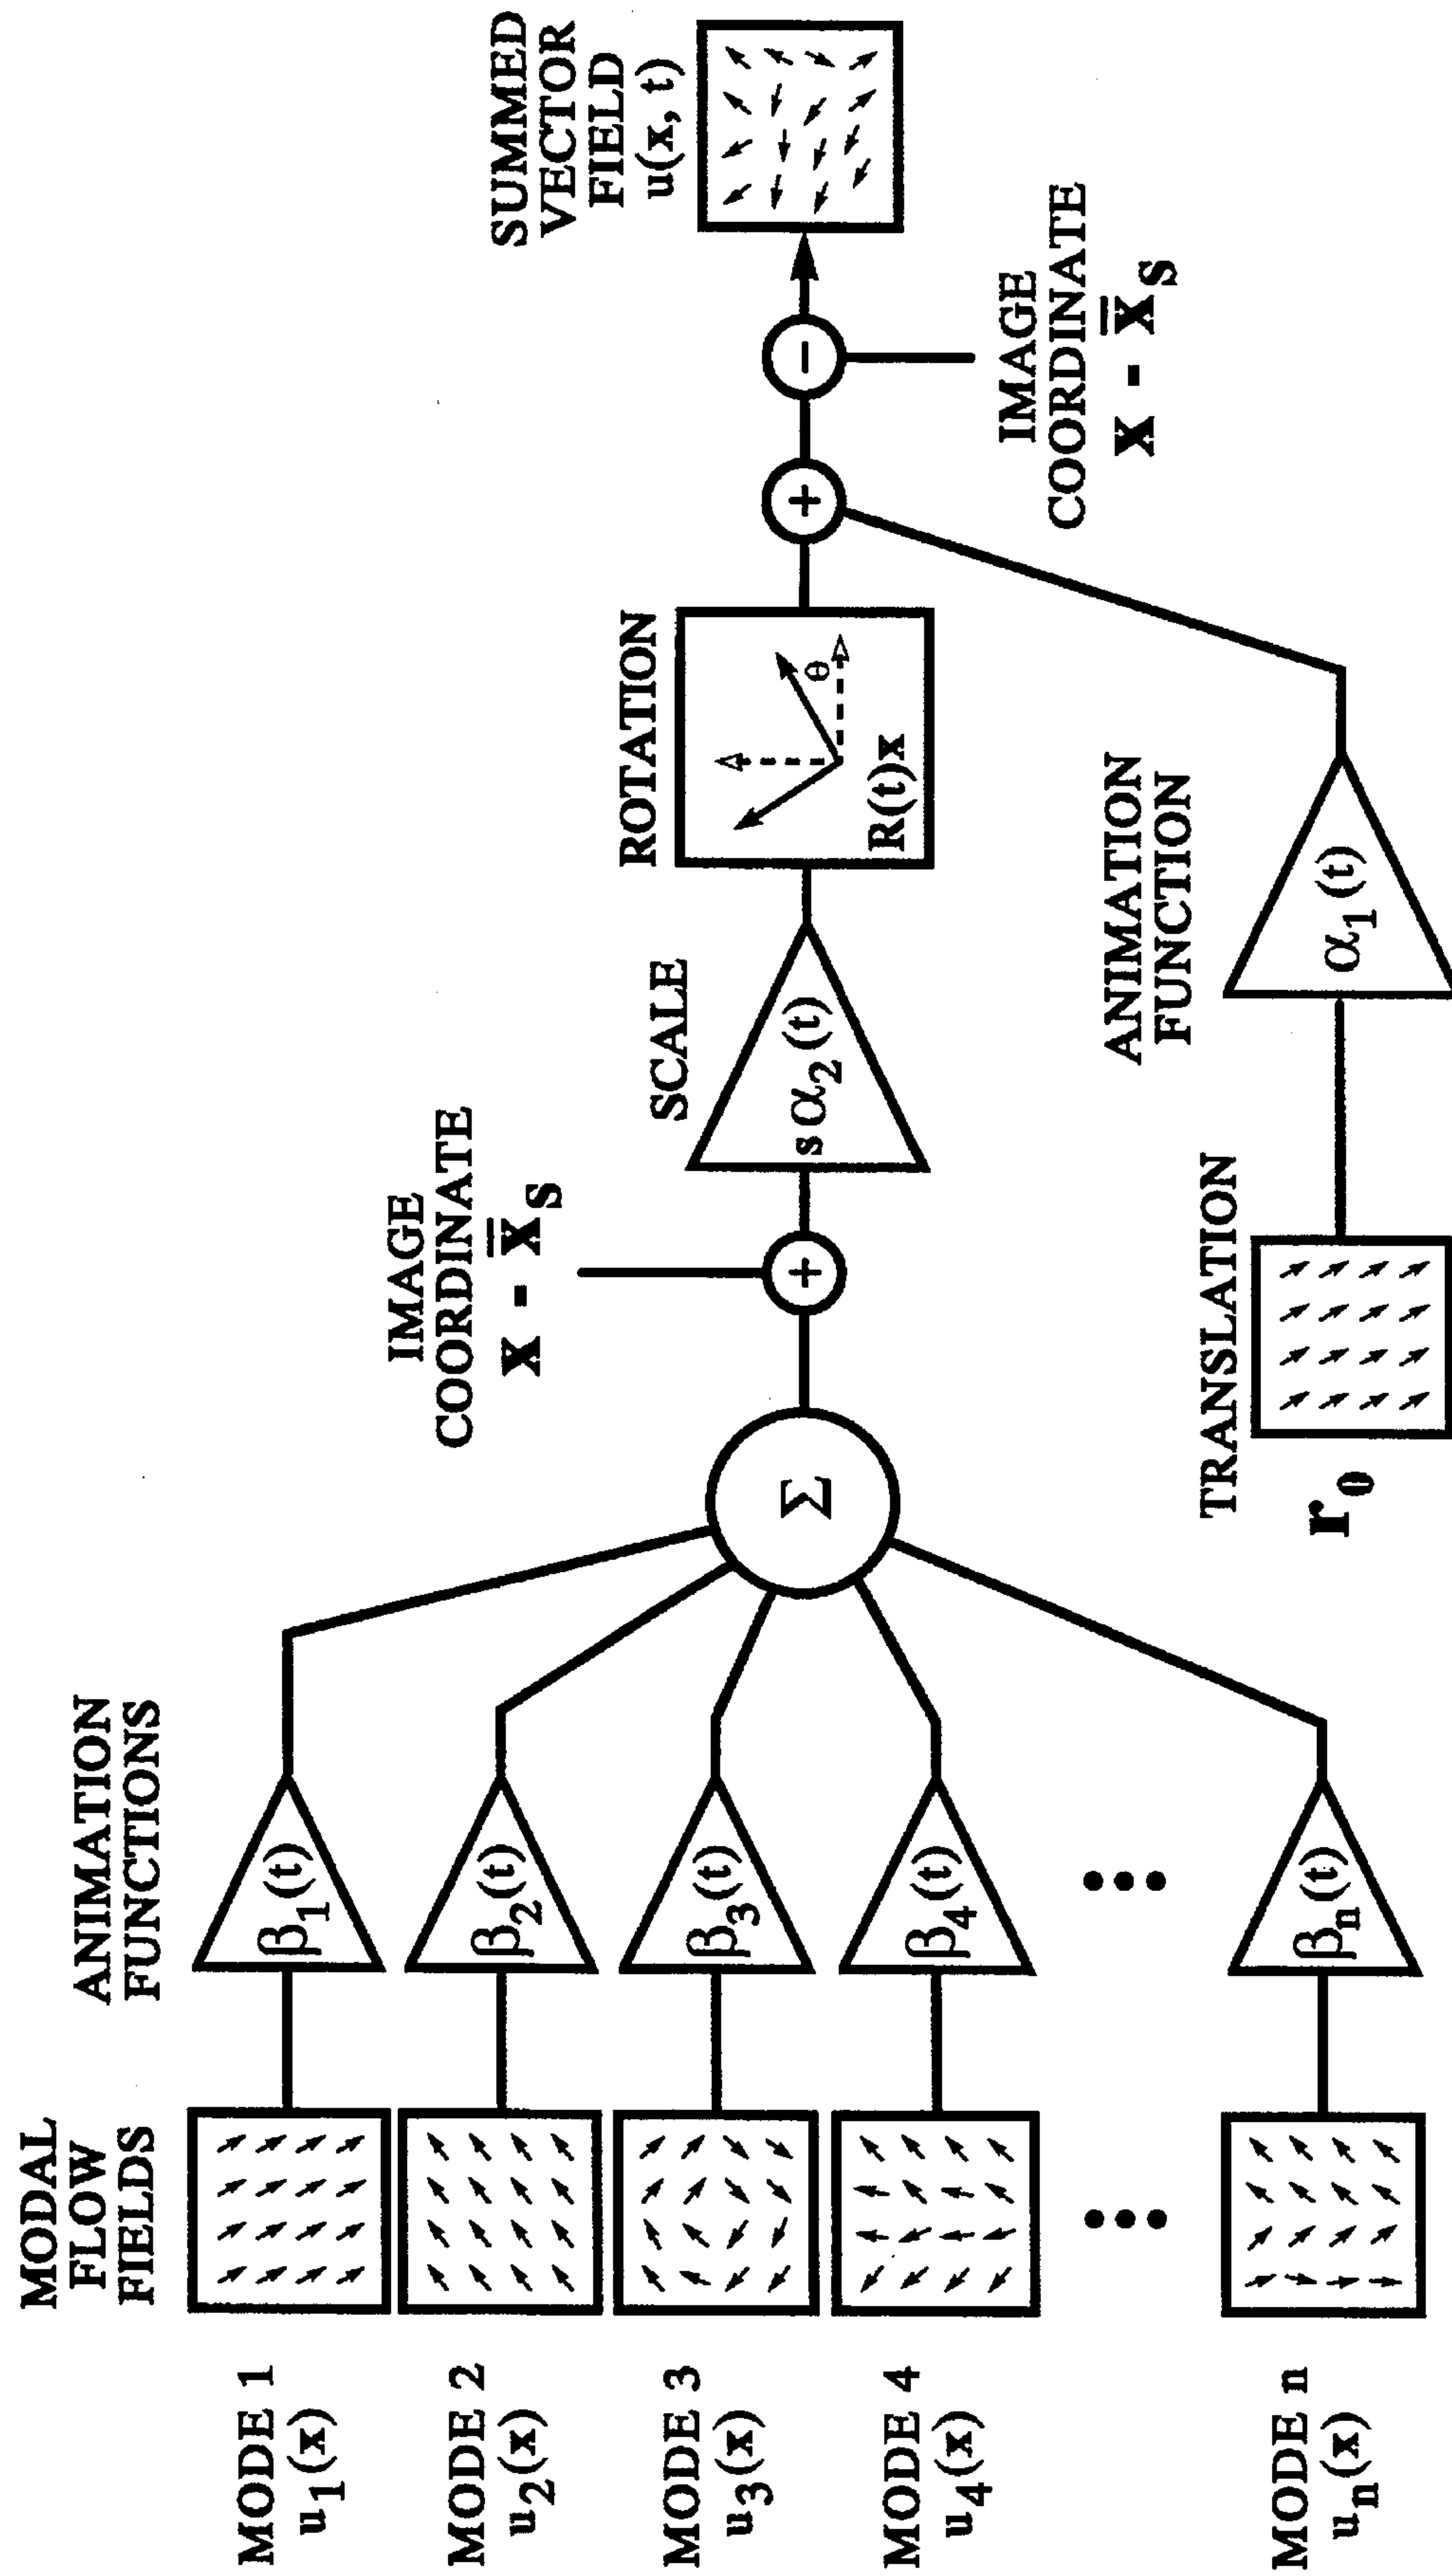 MODAL
FLOW
FIELDS
ANIMATION
FUNCTIONS
MODE 1
u₁(x)
β₁(t)
MODE 2
u₂(x)
β₂(t)
MODE 3
u₃(x)
β₃(t)
MODE 4
u₄(x)
β₄(t)
MODE n
uₙ(x)
βₙ(t)
Σ
IMAGE
COORDINATE
x - x̄ₛ
+
SCALE
s α₂(t)
ROTATION
θ
R(t)x
+
-
IMAGE
COORDINATE
x - x̄ₛ
SUMMED
VECTOR
FIELD
u(x, t)
TRANSLATION
r₀
ANIMATION
FUNCTION
α₁(t)